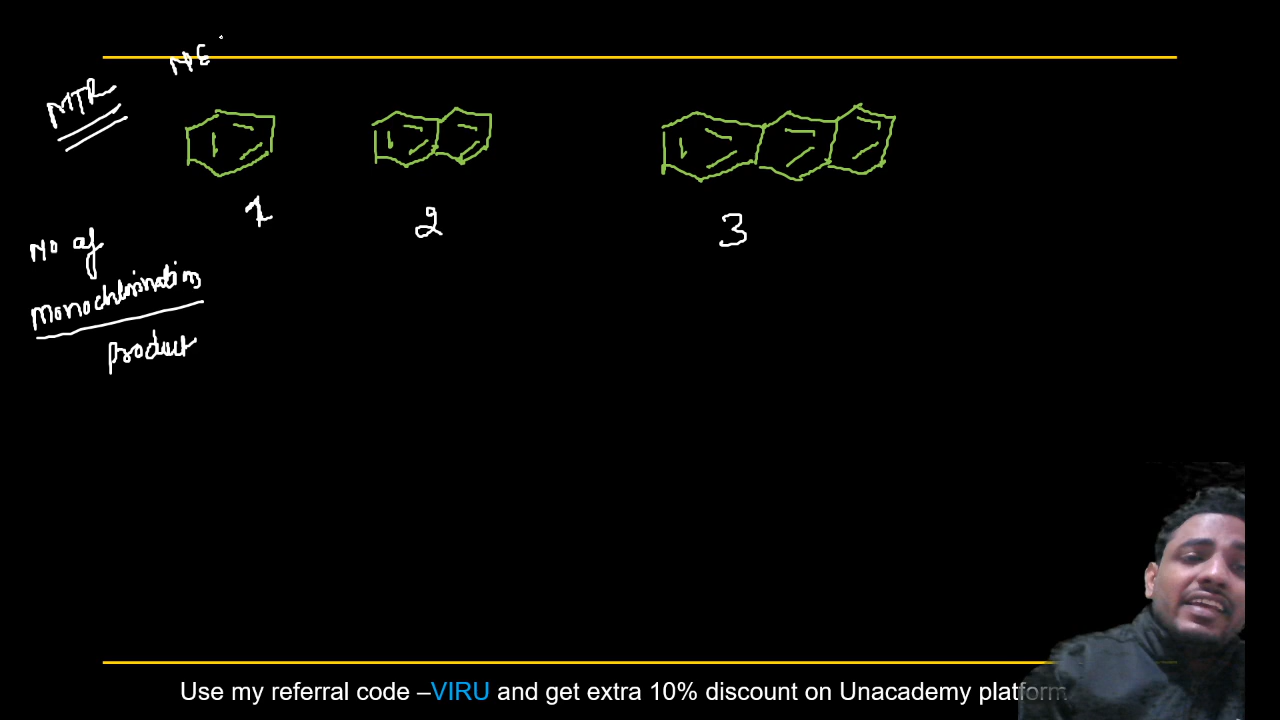 NE
MTR
1
2
3
No of
monochlorination
product
Use my referral code –VIRU and get extra 10% discount on Unacademy platform